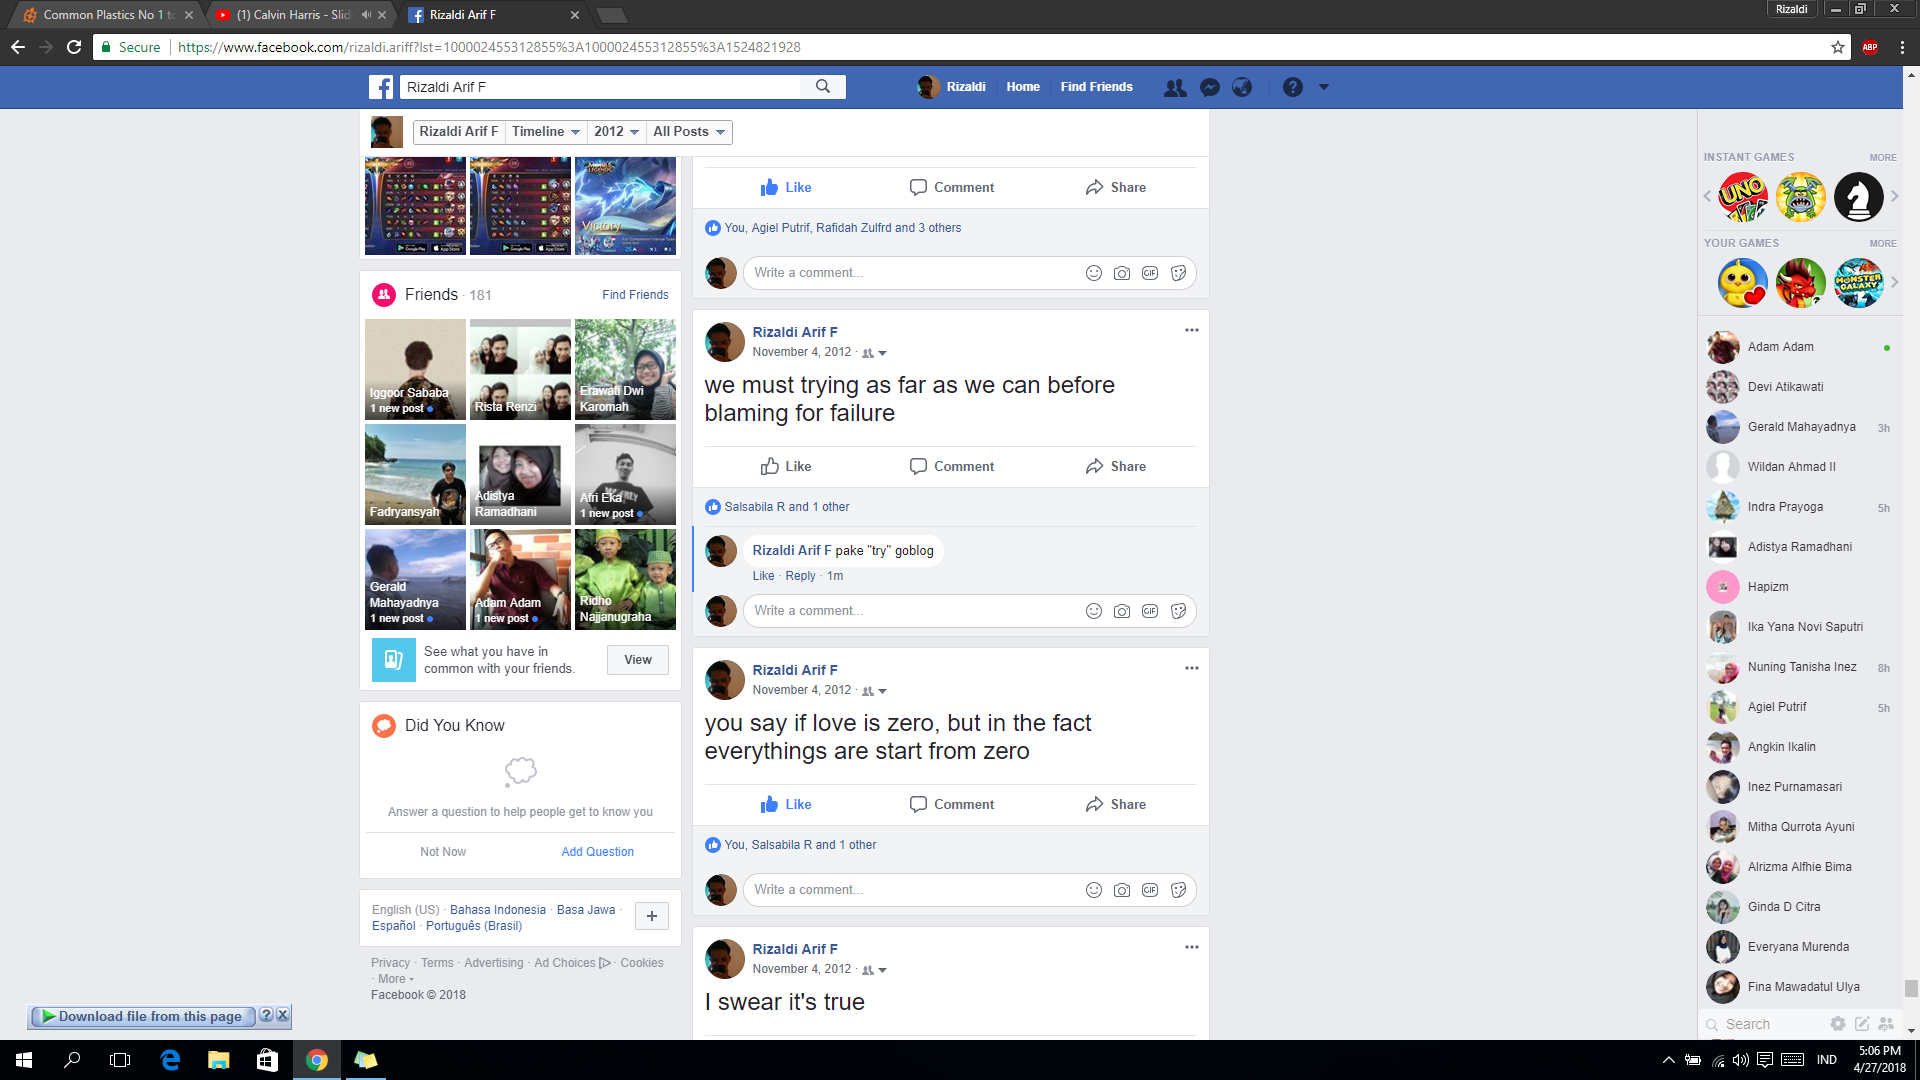 Common Plastics No 1 to
(1) Calvin Harris - Slid
Rizaldi Arif F
Rizaldi
Secure
https://www.facebook.com/rizaldi.ariff?lst=100002455312855%3A100002455312855%3A1524821928
ABP
Rizaldi Arif F
Rizaldi
Home
Find Friends
Rizaldi Arif F
Timeline
2012
All Posts
Victory
Like
Comment
Share
You, Agiel Putrif, Rafidah Zulfrd and 3 others
Write a comment...
GIF
Friends · 181
Find Friends
Iggoor Sababa
1 new post
Rista Renzi
Erawati Dwi
Karomah
Fadryansyah
Adistya
Ramadhani
Afri Eka
1 new post
Gerald
Mahayadnya
1 new post
Adam Adam
1 new post
Ridho
Najjanugraha
See what you have in
common with your friends.
View
Did You Know
Answer a question to help people get to know you
Not Now
Add Question
English (US) · Bahasa Indonesia · Basa Jawa ·
Español · Português (Brasil)
Privacy · Terms · Advertising · Ad Choices · Cookies
· More
Facebook © 2018
Download file from this page
Rizaldi Arif F
November 4, 2012 ·
we must trying as far as we can before
blaming for failure
Like
Comment
Share
Salsabila R and 1 other
Rizaldi Arif F pake "try" goblog
Like · Reply · 1m
Write a comment...
GIF
Rizaldi Arif F
November 4, 2012 ·
you say if love is zero, but in the fact
everythings are start from zero
Like
Comment
Share
You, Salsabila R and 1 other
Write a comment...
GIF
Rizaldi Arif F
November 4, 2012 ·
I swear it's true
INSTANT GAMES
MORE
UNO
YOUR GAMES
MORE
MONSTER
GALAXY
Adam Adam
Devi Atikawati
Gerald Mahayadnya
3h
Wildan Ahmad II
Indra Prayoga
5h
Adistya Ramadhani
Hapizm
Ika Yana Novi Saputri
Nuning Tanisha Inez
8h
Agiel Putrif
5h
Angkin Ikalin
Inez Purnamasari
Mitha Qurrota Ayuni
Alrizma Alfhie Bima
Ginda D Citra
Everyana Murenda
Fina Mawadatul Ulya
Search
IND
5:06 PM
4/27/2018